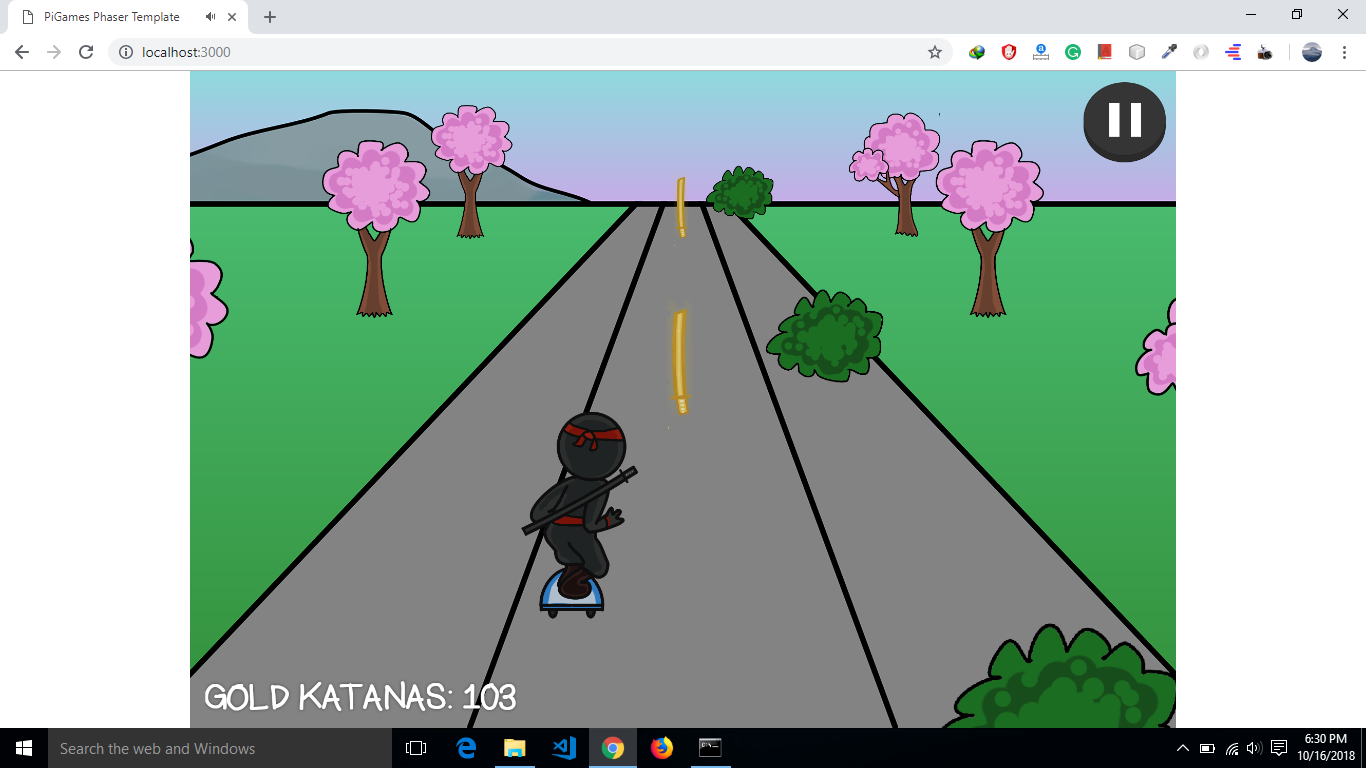 PiGames Phaser Template
localhost:3000
GOLD KATANAS: 103
Search the web and Windows
6:30 PM
10/16/2018